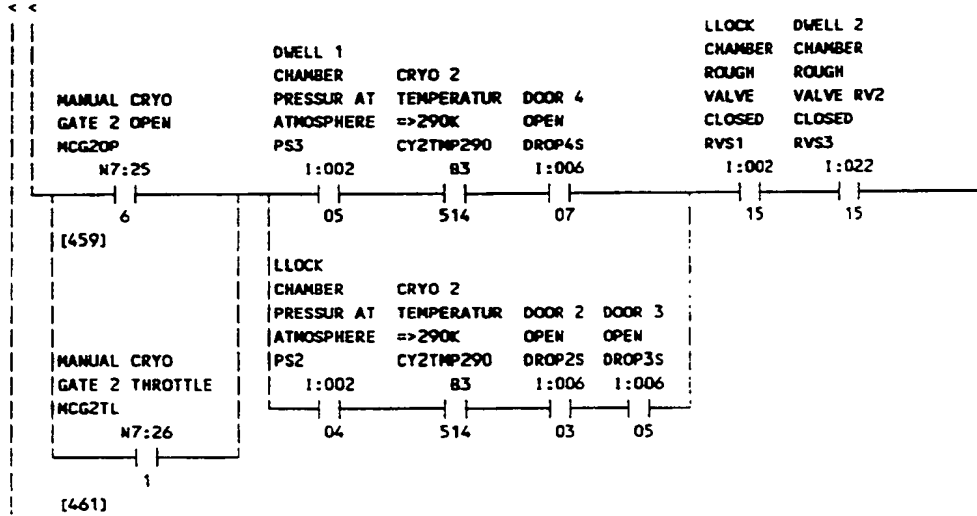 < <
LLOCK DWELL 2
DWELL 1 CHAMBER CHAMBER
CHAMBER CRYO 2 ROUGH ROUGH
MANUAL CRYO PRESSUR AT TEMPERATUR DOOR 4 VALVE VALVE RV2
GATE 2 OPEN ATMOSPHERE =>290K OPEN CLOSED CLOSED
MCG2OP PS3 CY2TMP290 DROP4S RVS1 RVS3
N7:25 I:002 B3 I:006 I:002 I:022
6 05 514 07 15 15
[459]
LLOCK
CHAMBER CRYO 2
PRESSUR AT TEMPERATUR DOOR 2 DOOR 3
ATMOSPHERE =>290K OPEN OPEN
MANUAL CRYO PS2 CY2TMP290 DROP2S DROP3S
GATE 2 THROTTLE I:002 B3 I:006 I:006
MCG2TL
04 514 03 05
N7:26
1
[461]